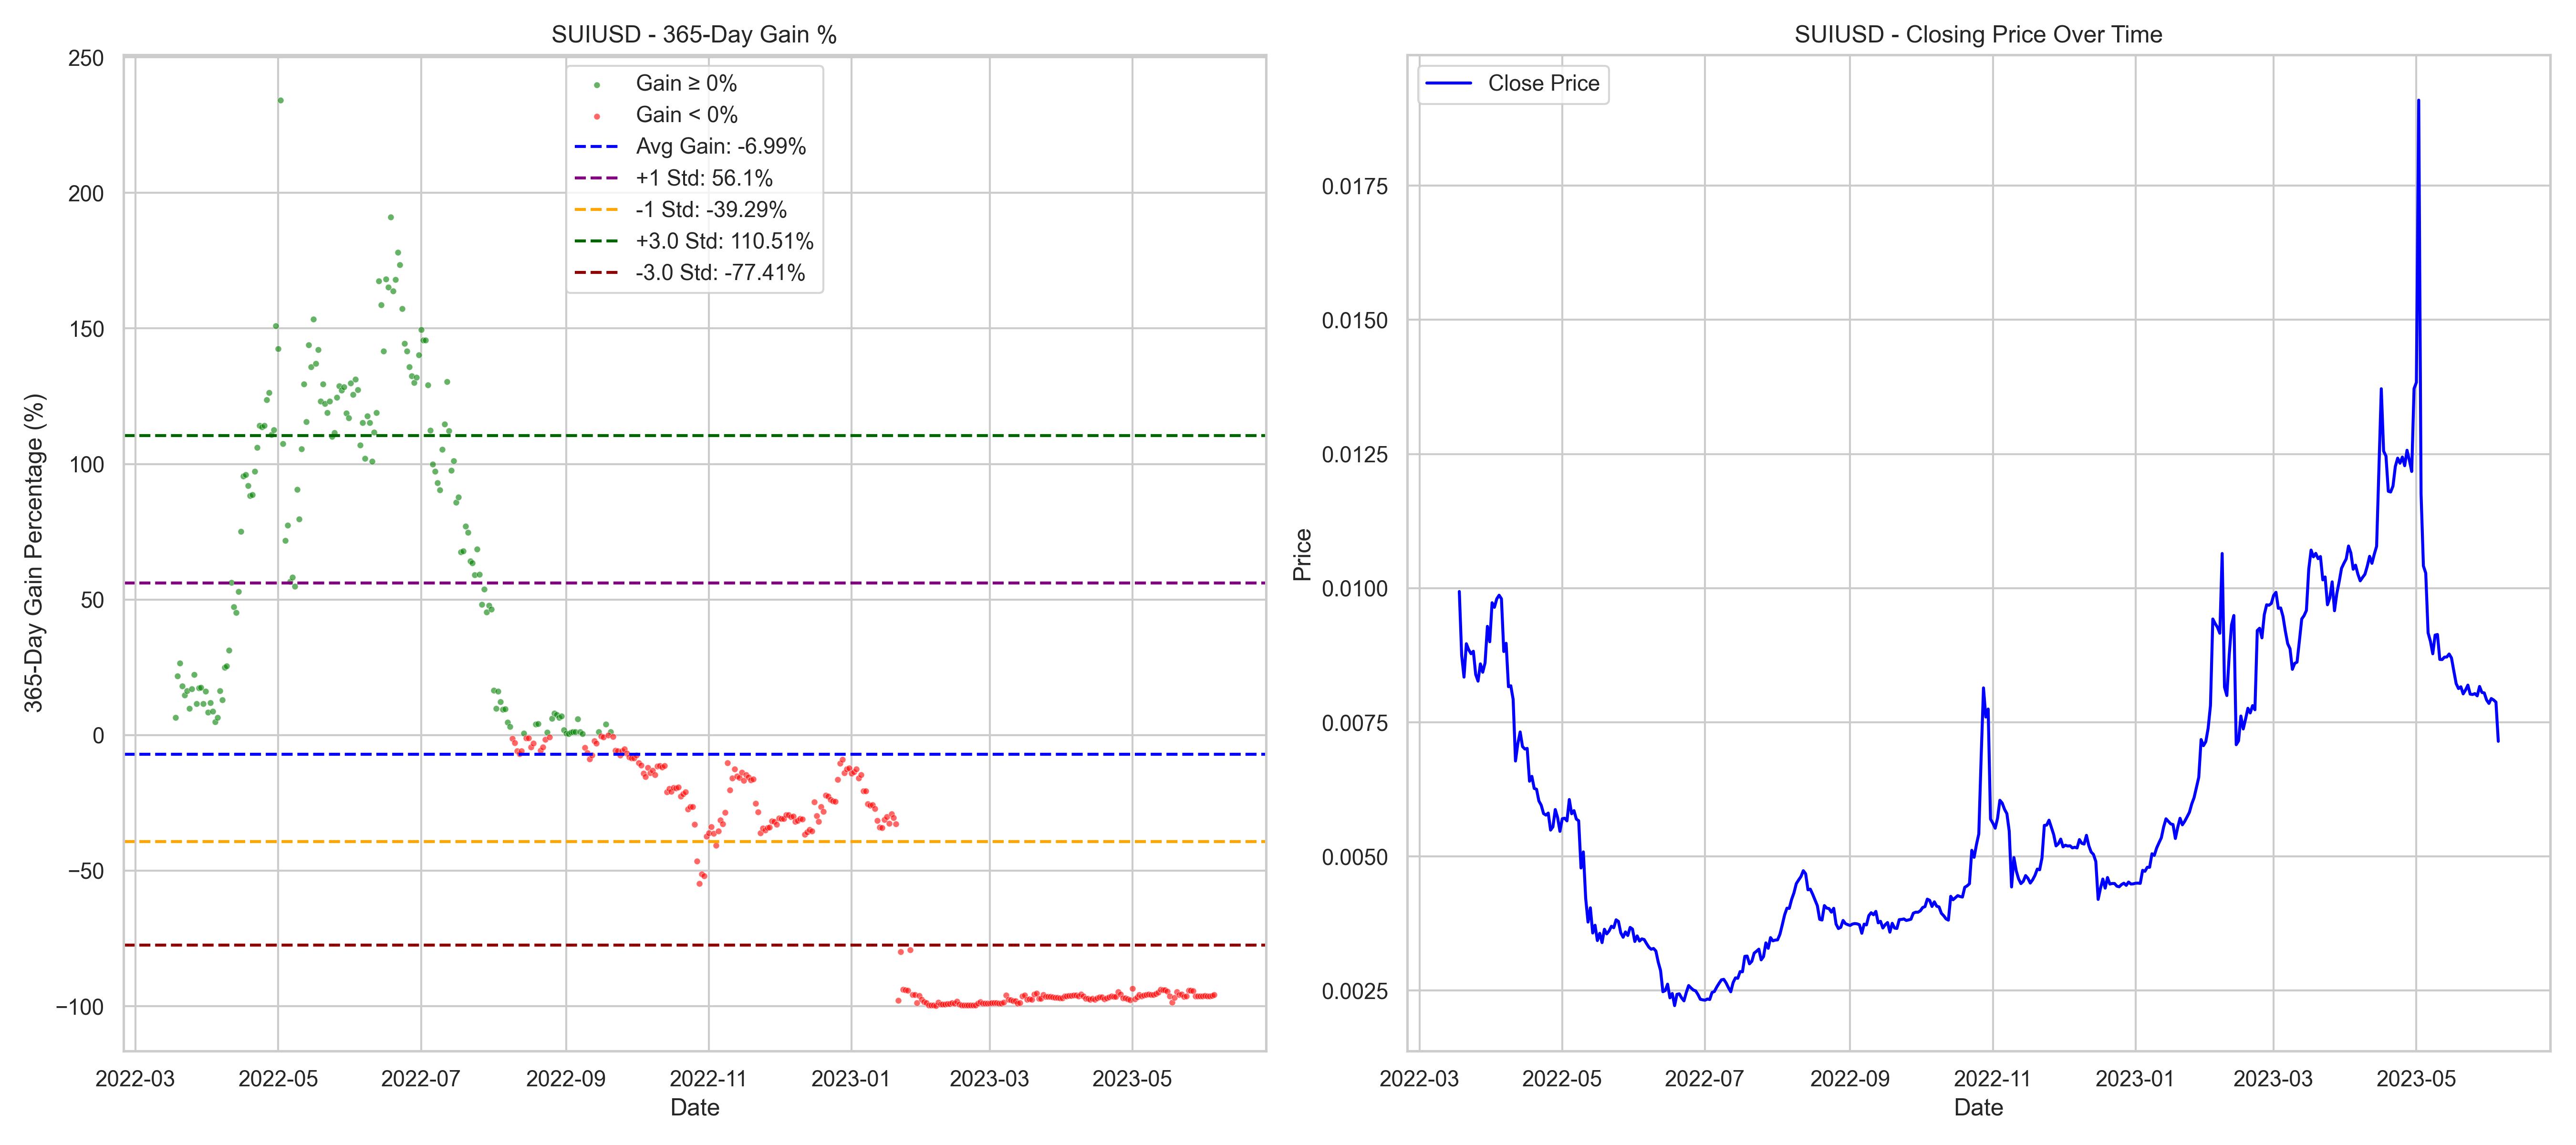 SUIUSD - 365-Day Gain %
250
200
150
100
50
0
−50
−100
365-Day Gain Percentage (%)
Gain ≥ 0%
Gain < 0%
Avg Gain: -6.99%
+1 Std: 56.1%
-1 Std: -39.29%
+3.0 Std: 110.51%
-3.0 Std: -77.41%
2022-03 2022-05 2022-07 2022-09 2022-11 2023-01 2023-03 2023-05
Date
SUIUSD - Closing Price Over Time
Close Price
0.0175
0.0150
0.0125
0.0100
0.0075
0.0050
0.0025
Price
2022-03 2022-05 2022-07 2022-09 2022-11 2023-01 2023-03 2023-05
Date